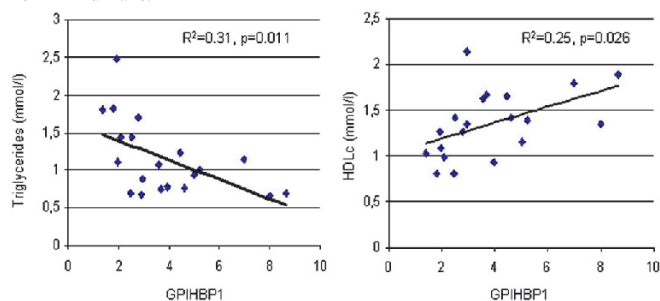 R²=0.31, p=0.011
Triglycerides (mmol/l)
3
2,5
2
1,5
1
0,5
0
0 2 4 6 8 10
GPIHBP1
R²=0.25, p=0.026
HDLc (mmol/l)
2,5
2
1,5
1
0,5
0
0 2 4 6 8 10
GPIHBP1